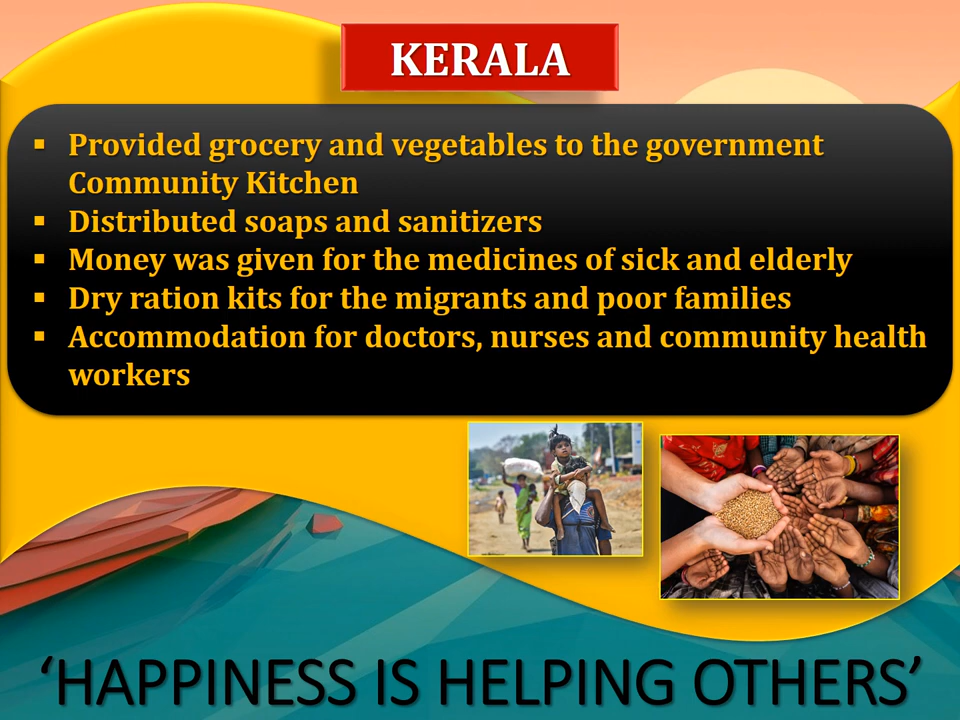 KERALA
▪ Provided grocery and vegetables to the government
Community Kitchen
▪ Distributed soaps and sanitizers
▪ Money was given for the medicines of sick and elderly
▪ Dry ration kits for the migrants and poor families
▪ Accommodation for doctors, nurses and community health
workers
‘HAPPINESS IS HELPING OTHERS’